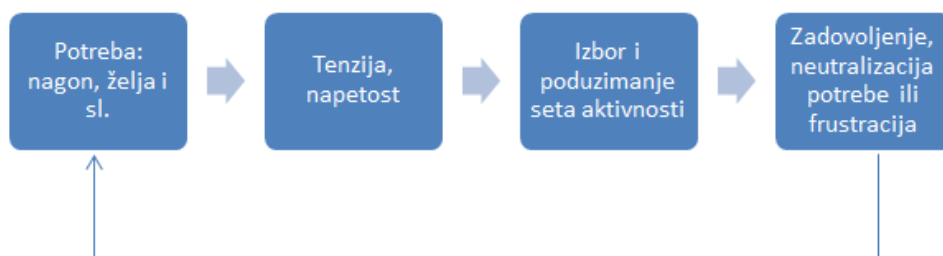 Potreba:
nagon, želja i
sl.
Tenzija,
napetost
Izbor i
poduzimanje
seta aktivnosti
Zadovoljenje,
neutralizacija
potrebe ili
frustracija